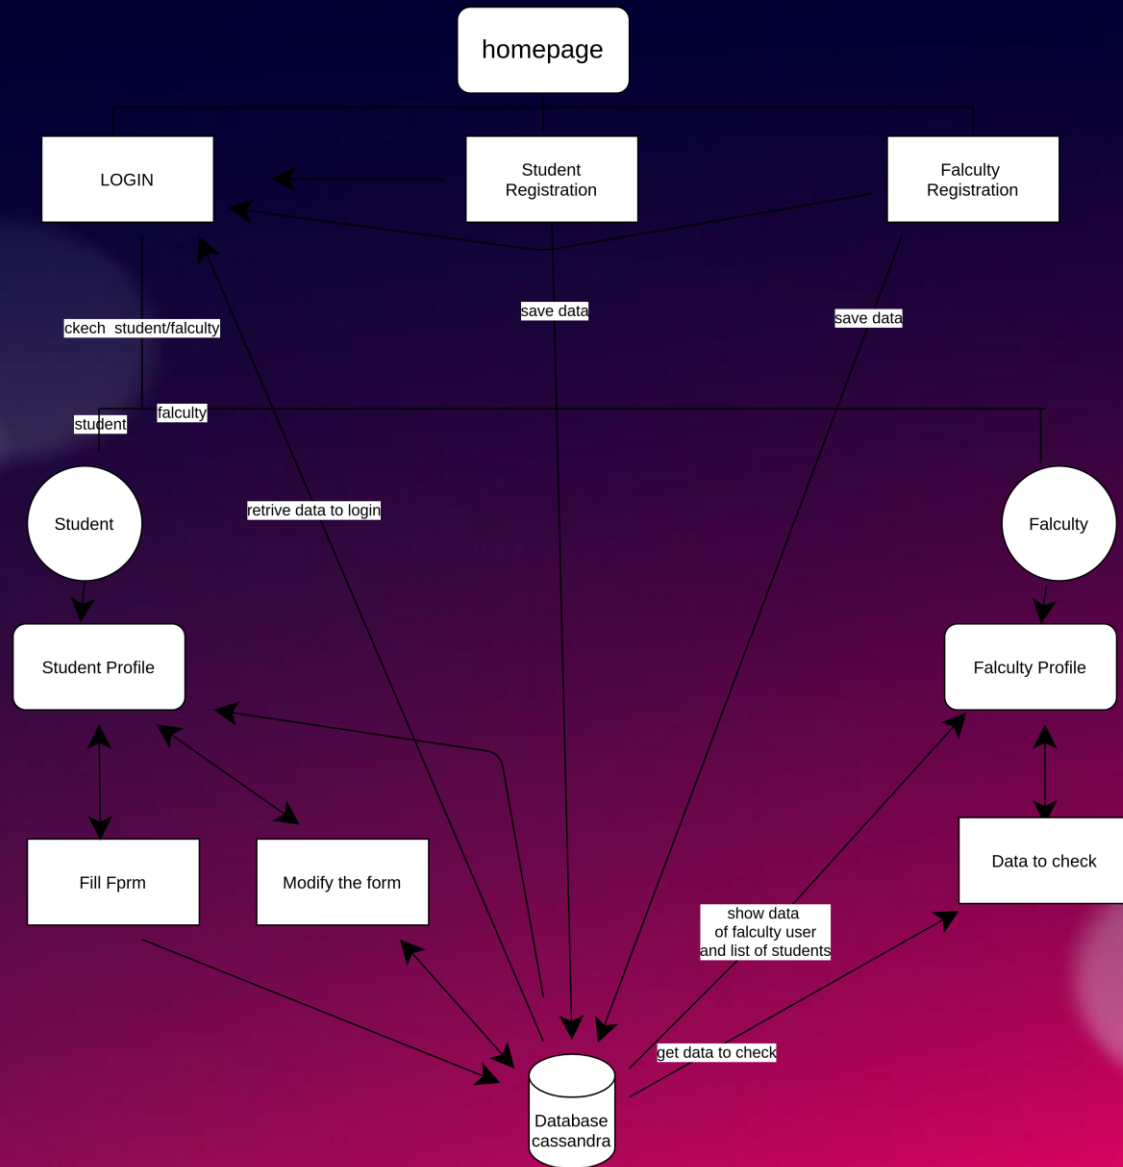 homepage
LOGIN
Student
Registration
Falculty
Registration
save data
save data
ckech  student/falculty
falculty
student
retrive data to login
Student
Falculty
Student Profile
Falculty Profile
Fill Fprm
Modify the form
Data to check
show data
of falculty user
and list of students
get data to check
Database
cassandra